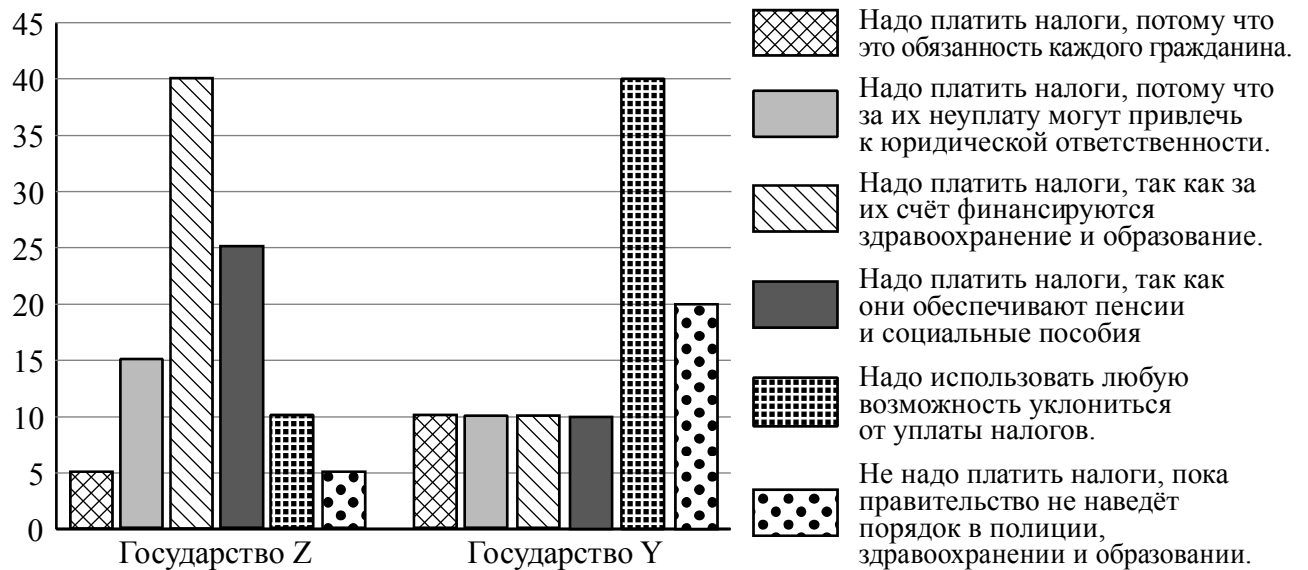 45
40
35
30
25
20
15
10
5
0
Государство Z
Государство Y
Надо платить налоги, потому что
это обязанность каждого гражданина.
Надо платить налоги, потому что
за их неуплату могут привлечь
к юридической ответственности.
Надо платить налоги, так как за
их счёт финансируются
здравоохранение и образование.
Надо платить налоги, так как
они обеспечивают пенсии
и социальные пособия
Надо использовать любую
возможность уклониться
от уплаты налогов.
Не надо платить налоги, пока
правительство не наведёт
порядок в полиции,
здравоохранении и образовании.